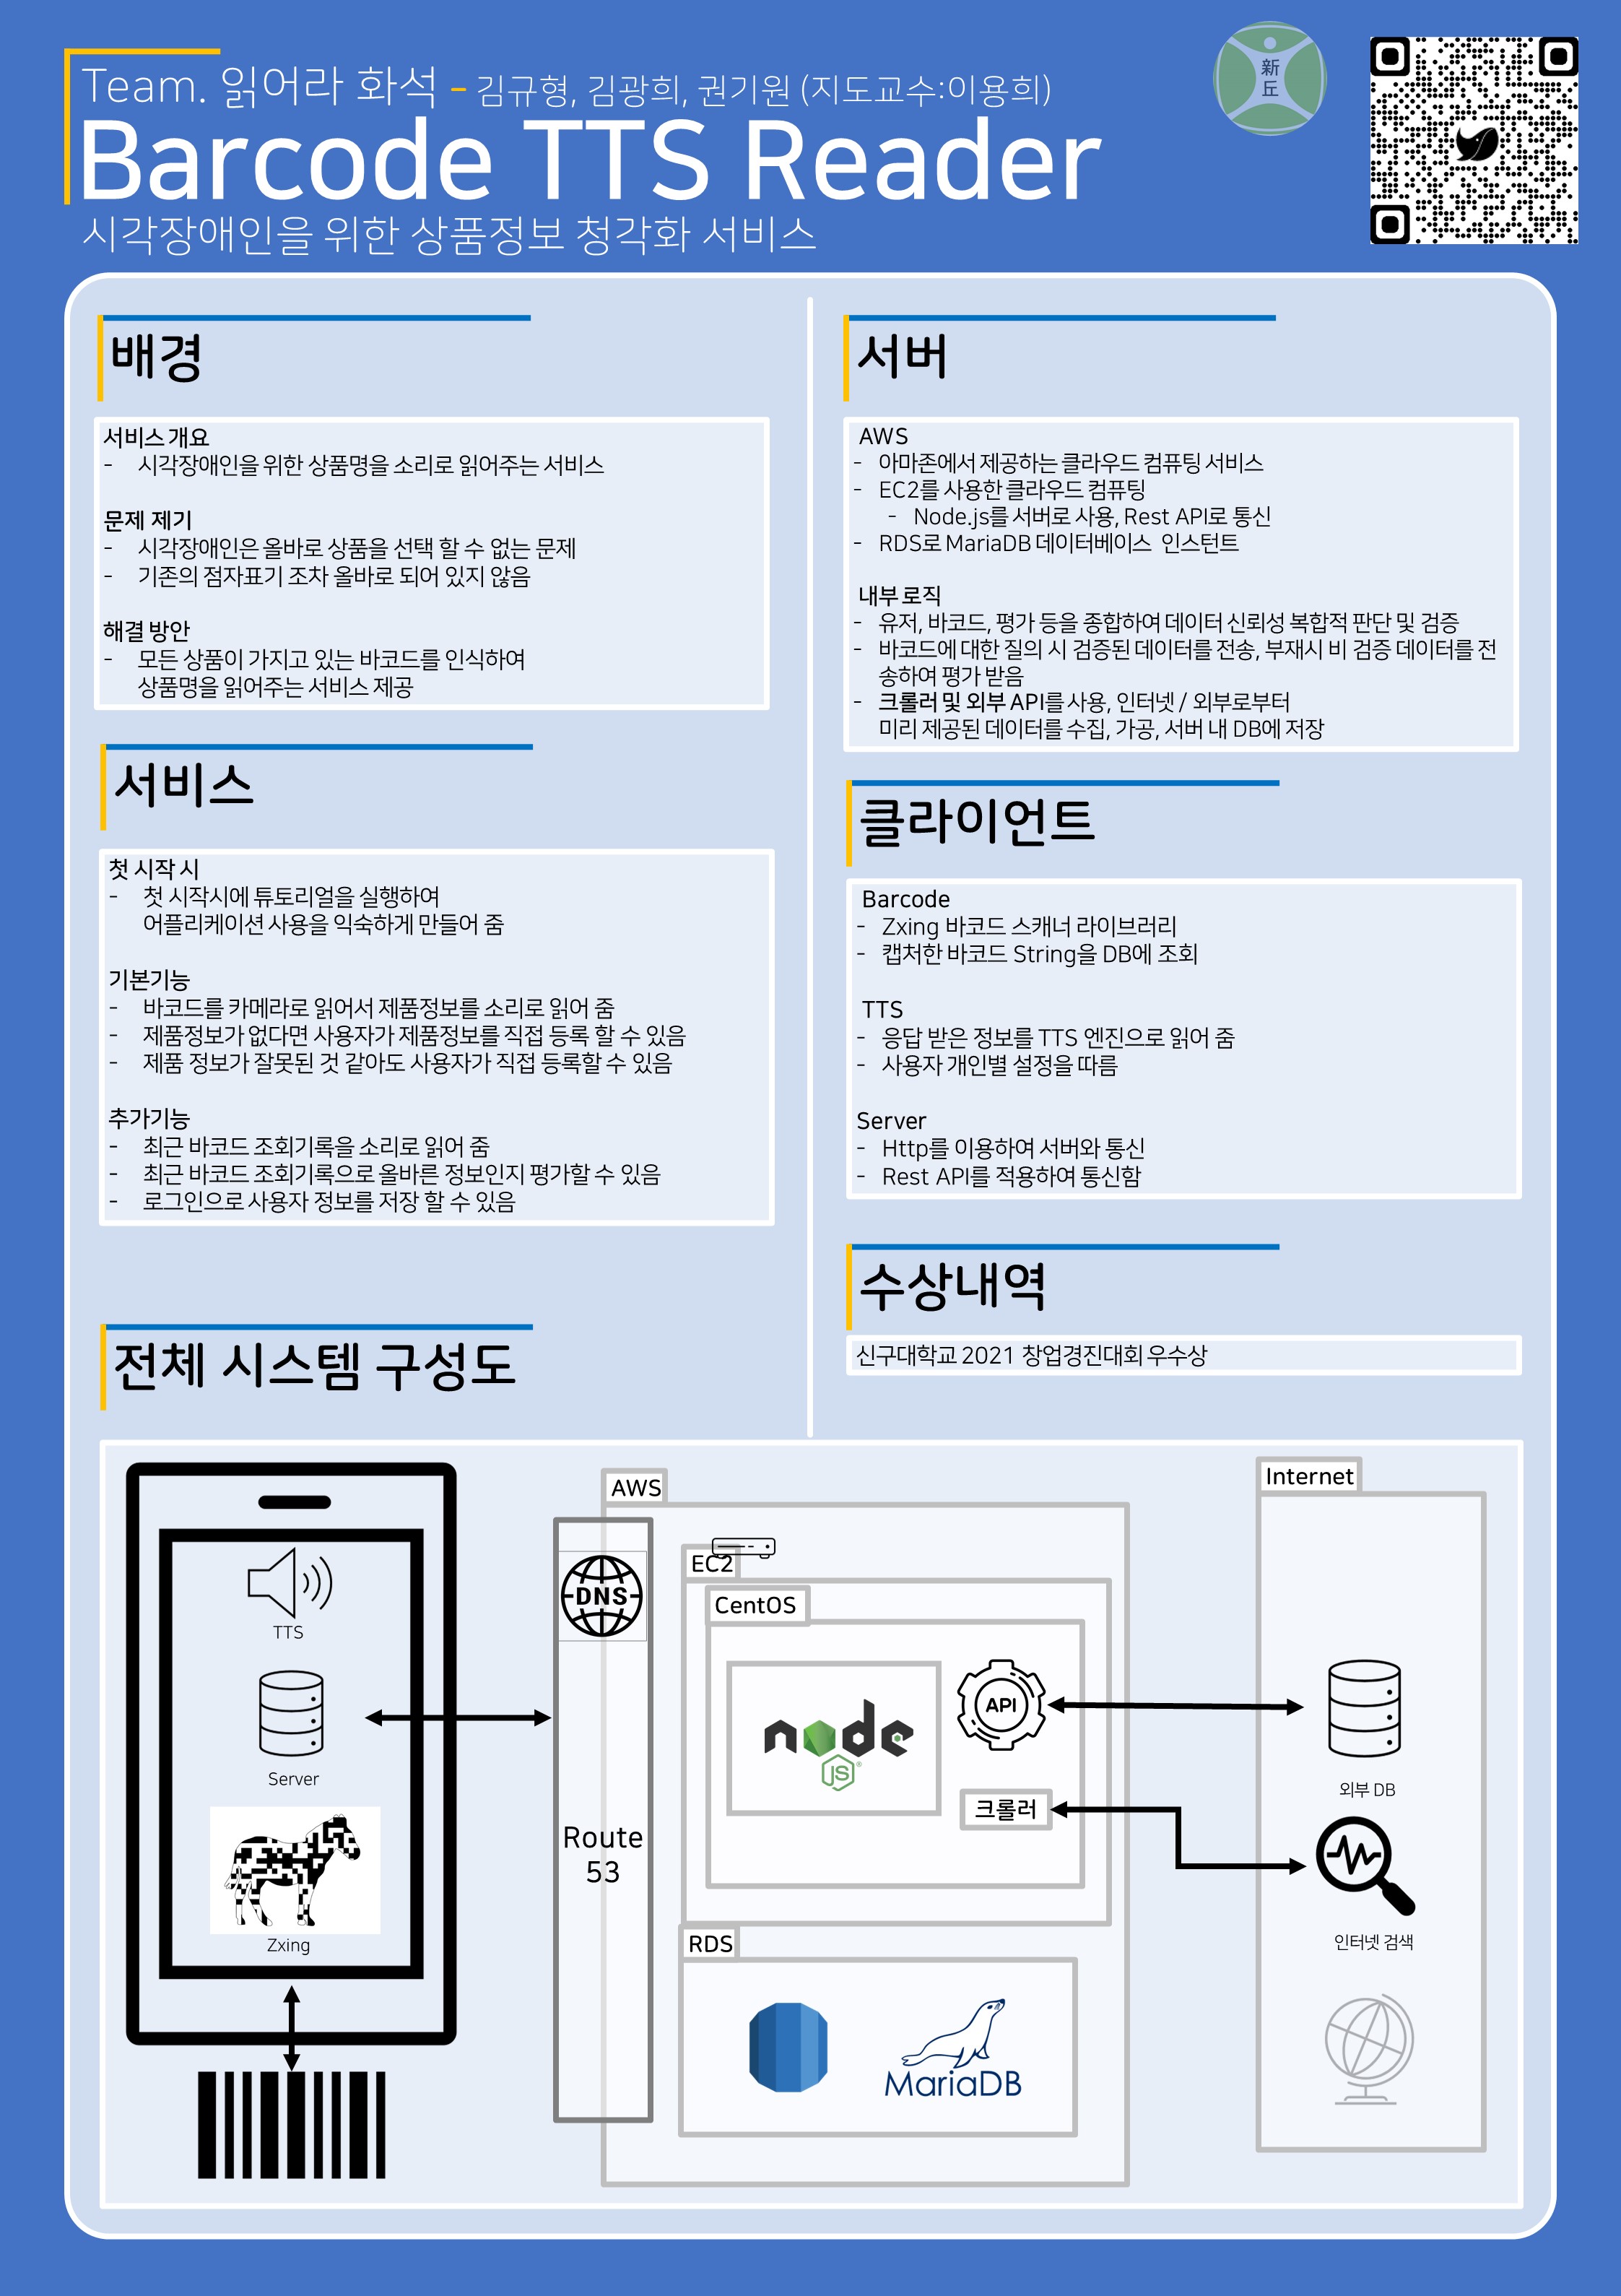 Team. 읽어라 화석 – 김규형, 김광희, 권기원 (지도교수:이용희)
Barcode TTS Reader
시각장애인을 위한 상품정보 청각화 서비스
新
丘
배경
서비스 개요
- 시각장애인을 위한 상품명을 소리로 읽어주는 서비스
문제 제기
- 시각장애인은 올바로 상품을 선택 할 수 없는 문제
- 기존의 점자표기 조차 올바로 되어 있지 않음
해결 방안
- 모든 상품이 가지고 있는 바코드를 인식하여
상품명을 읽어주는 서비스 제공
서비스
첫 시작 시
- 첫 시작시에 튜토리얼을 실행하여
어플리케이션 사용을 익숙하게 만들어 줌
기본기능
- 바코드를 카메라로 읽어서 제품정보를 소리로 읽어 줌
- 제품정보가 없다면 사용자가 제품정보를 직접 등록 할 수 있음
- 제품 정보가 잘못된 것 같아도 사용자가 직접 등록할 수 있음
추가기능
- 최근 바코드 조회기록을 소리로 읽어 줌
- 최근 바코드 조회기록으로 올바른 정보인지 평가할 수 있음
- 로그인으로 사용자 정보를 저장 할 수 있음
서버
AWS
- 아마존에서 제공하는 클라우드 컴퓨팅 서비스
- EC2를 사용한 클라우드 컴퓨팅
- Node.js를 서버로 사용, Rest API로 통신
- RDS로 MariaDB 데이터베이스 인스턴트
내부 로직
- 유저, 바코드, 평가 등을 종합하여 데이터 신뢰성 복합적 판단 및 검증
- 바코드에 대한 질의 시 검증된 데이터를 전송, 부재시 비 검증 데이터를 전
송하여 평가 받음
- 크롤러 및 외부 API를 사용, 인터넷 / 외부로부터
미리 제공된 데이터를 수집, 가공, 서버 내 DB에 저장
클라이언트
Barcode
- Zxing 바코드 스캐너 라이브러리
- 캡처한 바코드 String을 DB에 조회
TTS
- 응답 받은 정보를 TTS 엔진으로 읽어 줌
- 사용자 개인별 설정을 따름
Server
- Http를 이용하여 서버와 통신
- Rest API를 적용하여 통신함
수상내역
신구대학교 2021 창업경진대회 우수상
전체 시스템 구성도
TTS
Server
Zxing
DNS
Route
53
AWS
EC2
CentOS
node
JS
API
크롤러
RDS
MariaDB
Internet
외부 DB
인터넷 검색